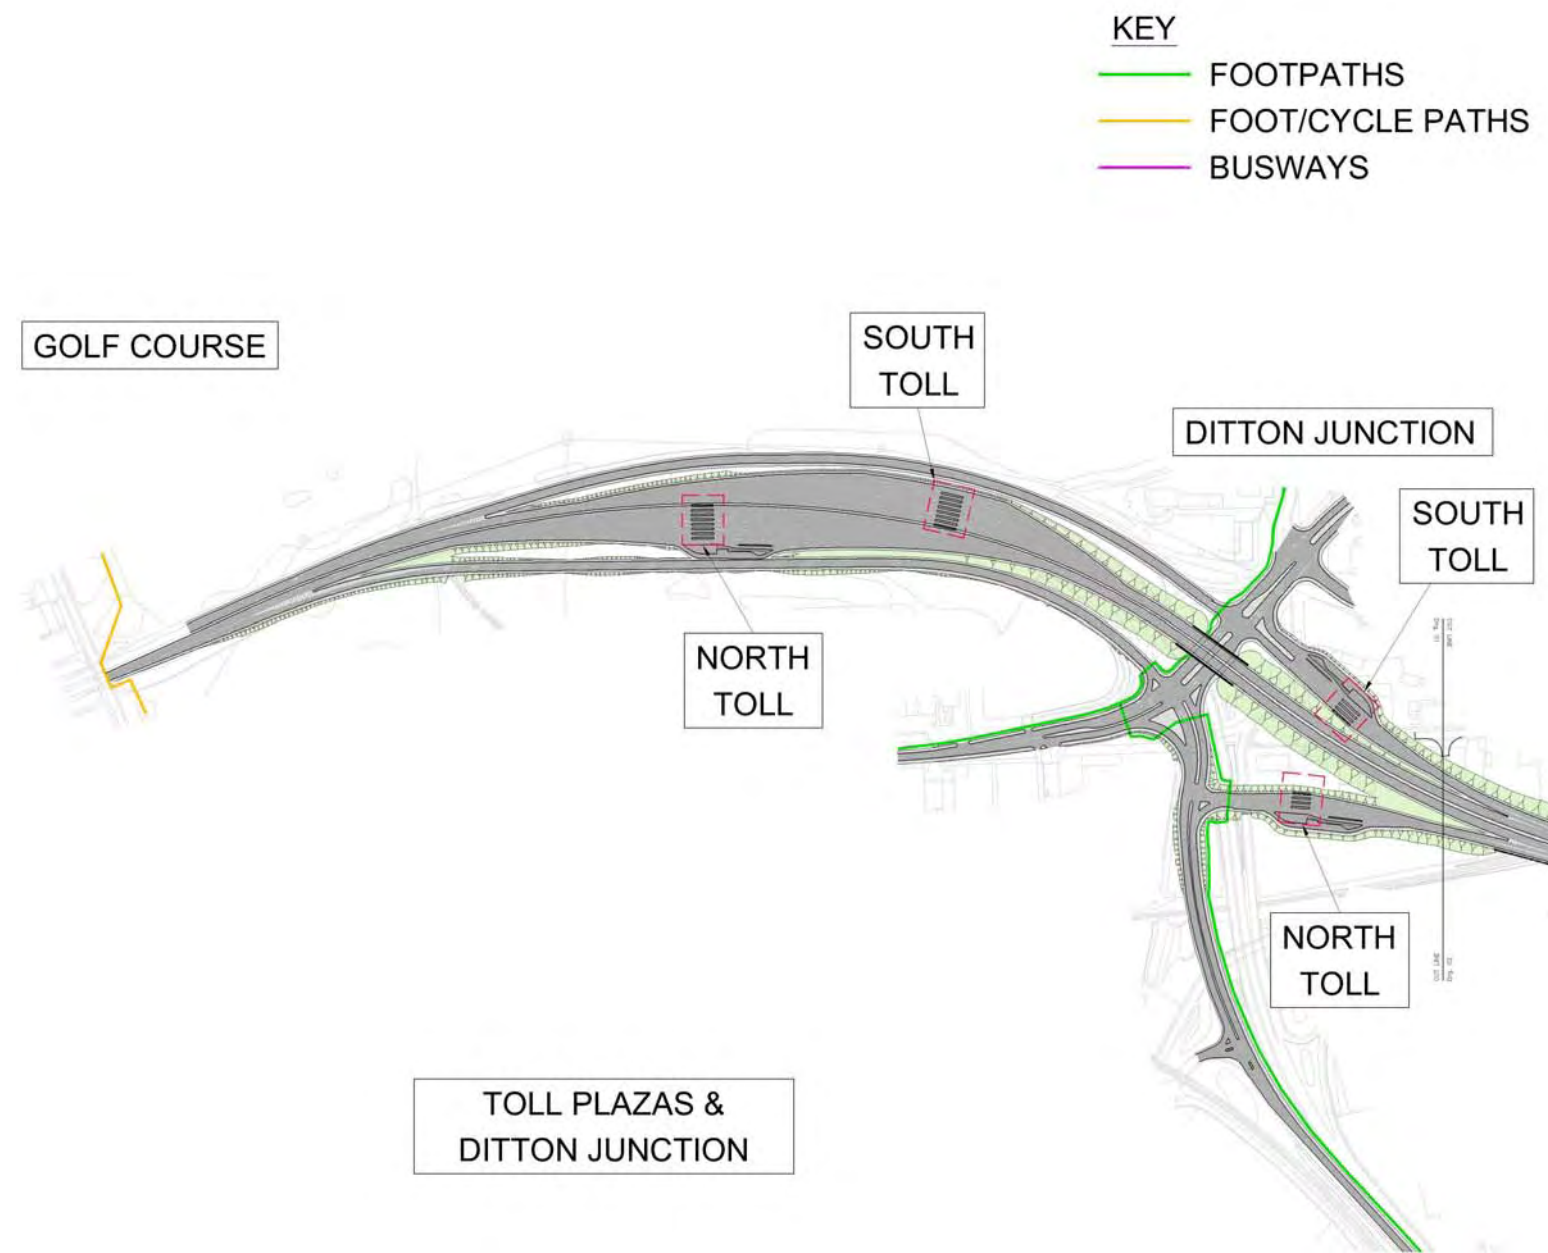 KEY
FOOTPATHS
FOOT/CYCLE PATHS
BUSWAYS
GOLF COURSE
SOUTH
TOLL
DITTON JUNCTION
SOUTH
TOLL
NORTH
TOLL
NORTH
TOLL
TOLL PLAZAS &
DITTON JUNCTION